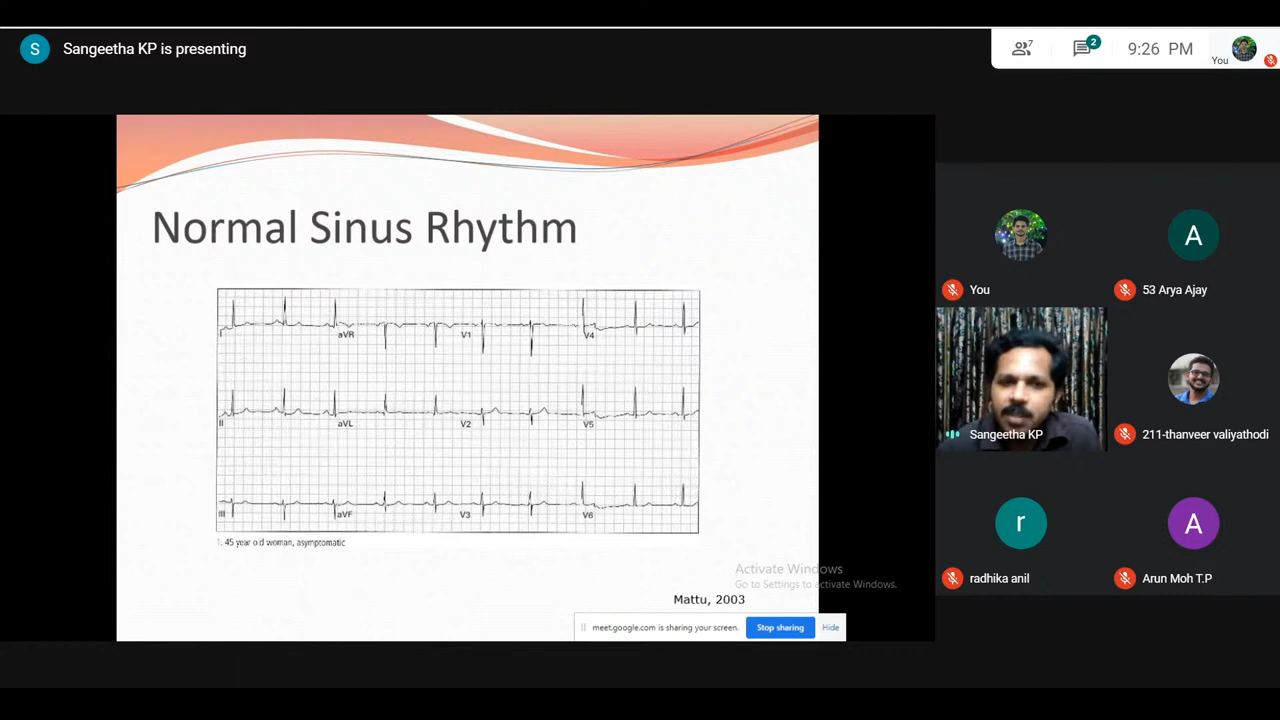 S Sangeetha KP is presenting
7
2
9:26 PM
You
Normal Sinus Rhythm
I aVR V1 V4
II aVL V2 V5
III aVF V3 V6
1. 45 year old woman, asymptomatic
Mattu, 2003
Activate Windows
Go to Settings to activate Windows.
meet.google.com is sharing your screen. Stop sharing Hide
You
A
53 Arya Ajay
Sangeetha KP
211-thanveer valiyathodi
r
radhika anil
A
Arun Moh T.P